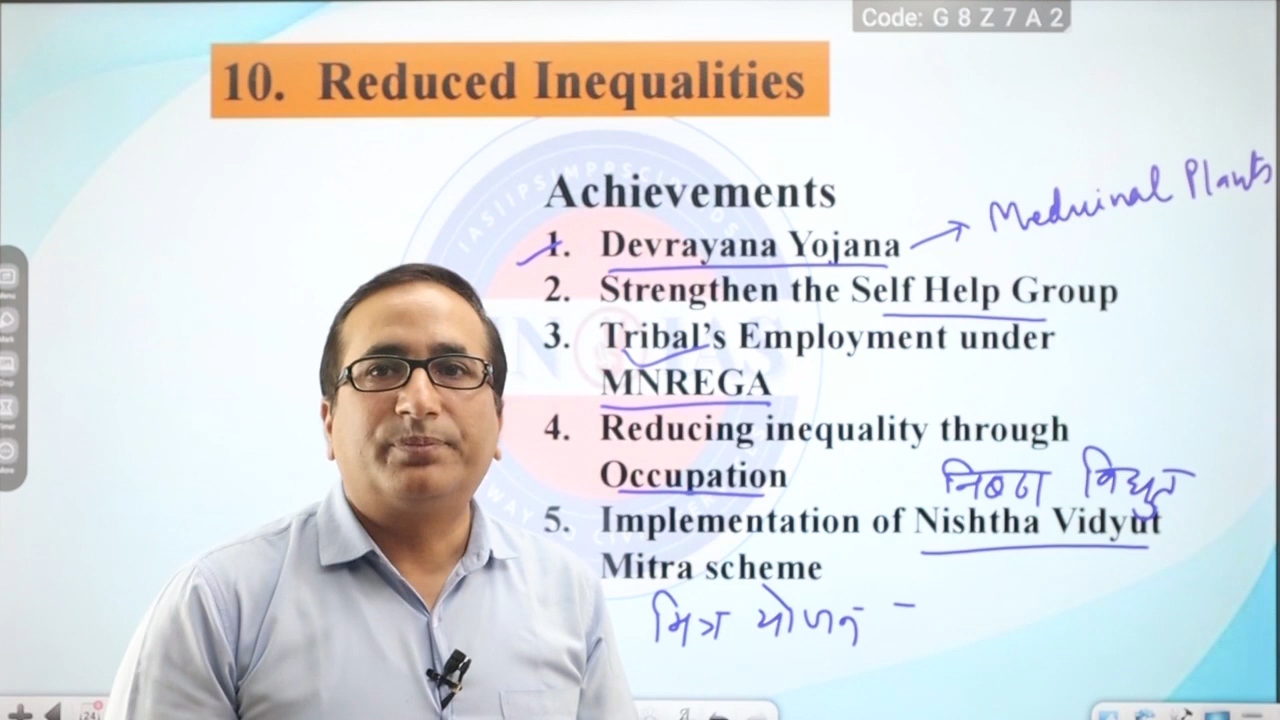 Code: G 8 Z 7 A 2
10. Reduced Inequalities
Achievements
1. Devrayana Yojana → Medicinal Plants
2. Strengthen the Self Help Group
3. Tribal's Employment under
MNREGA
4. Reducing inequality through
Occupation
निष्ठा विद्युत
5. Implementation of Nishtha Vidyut
Mitra scheme
मित्र योजना -